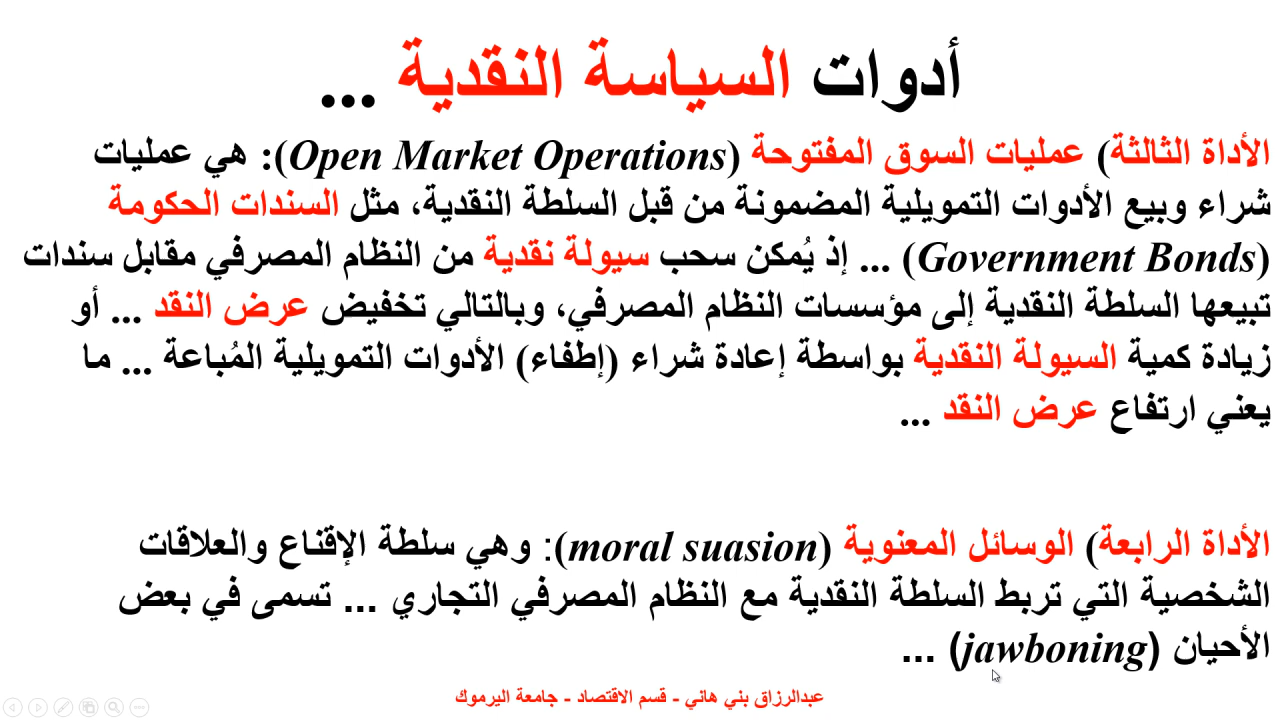 أدوات السياسة النقدية ...
الأداة الثالثة) عمليات السوق المفتوحة (Open Market Operations): هي عمليات
شراء وبيع الأدوات التمويلية المضمونة من قبل السلطة النقدية، مثل السندات الحكومة
(Government Bonds) ... إذ يُمكن سحب سيولة نقدية من النظام المصرفي مقابل سندات
تبيعها السلطة النقدية إلى مؤسسات النظام المصرفي، وبالتالي تخفيض عرض النقد ... أو
زيادة كمية السيولة النقدية بواسطة إعادة شراء (إطفاء) الأدوات التمويلية المُباعة ... ما
يعني ارتفاع عرض النقد ...
الأداة الرابعة) الوسائل المعنوية (moral suasion): وهي سلطة الإقناع والعلاقات
الشخصية التي تربط السلطة النقدية مع النظام المصرفي التجاري ... تسمى في بعض
الأحيان (jawboning) ...
عبدالرزاق بني هاني - قسم الاقتصاد - جامعة اليرموك